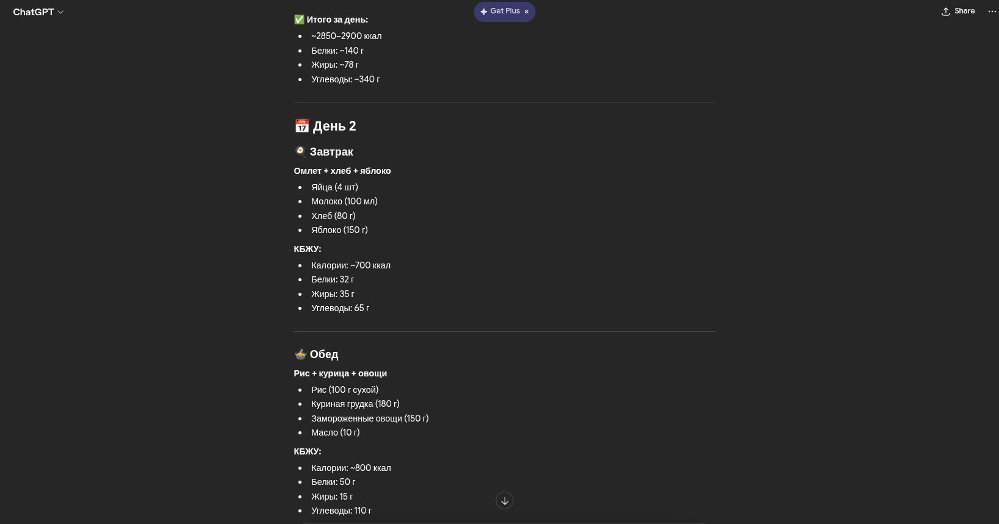 ChatGPT
Get Plus ×
Share
✅ Итого за день:
~2850–2900 ккал
Белки: ~140 г
Жиры: ~78 г
Углеводы: ~340 г
📅 День 2
🍳 Завтрак
Омлет + хлеб + яблоко
Яйца (4 шт)
Молоко (100 мл)
Хлеб (80 г)
Яблоко (150 г)
КБЖУ:
Калории: ~700 ккал
Белки: 32 г
Жиры: 35 г
Углеводы: 65 г
🍲 Обед
Рис + курица + овощи
Рис (100 г сухой)
Куриная грудка (180 г)
Замороженные овощи (150 г)
Масло (10 г)
КБЖУ:
Калории: ~800 ккал
Белки: 50 г
Жиры: 15 г
Углеводы: 110 г